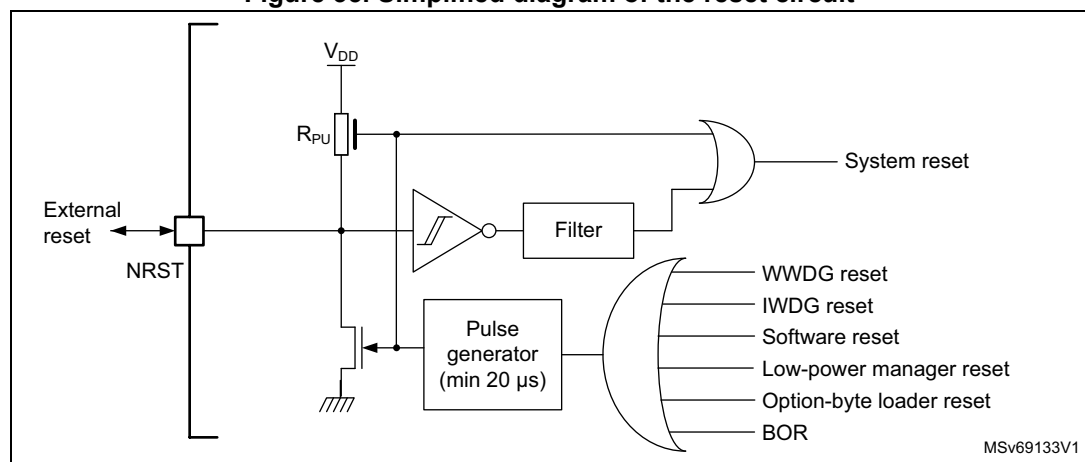 Figure Simplified diagram of the reset circuit
VDD
RPU
System reset
External
reset
Filter
NRST
WWDG reset
IWDG reset
Software reset
Low-power manager reset
Option-byte loader reset
BOR
Pulse
generator
(min 20 µs)
MSv69133V1